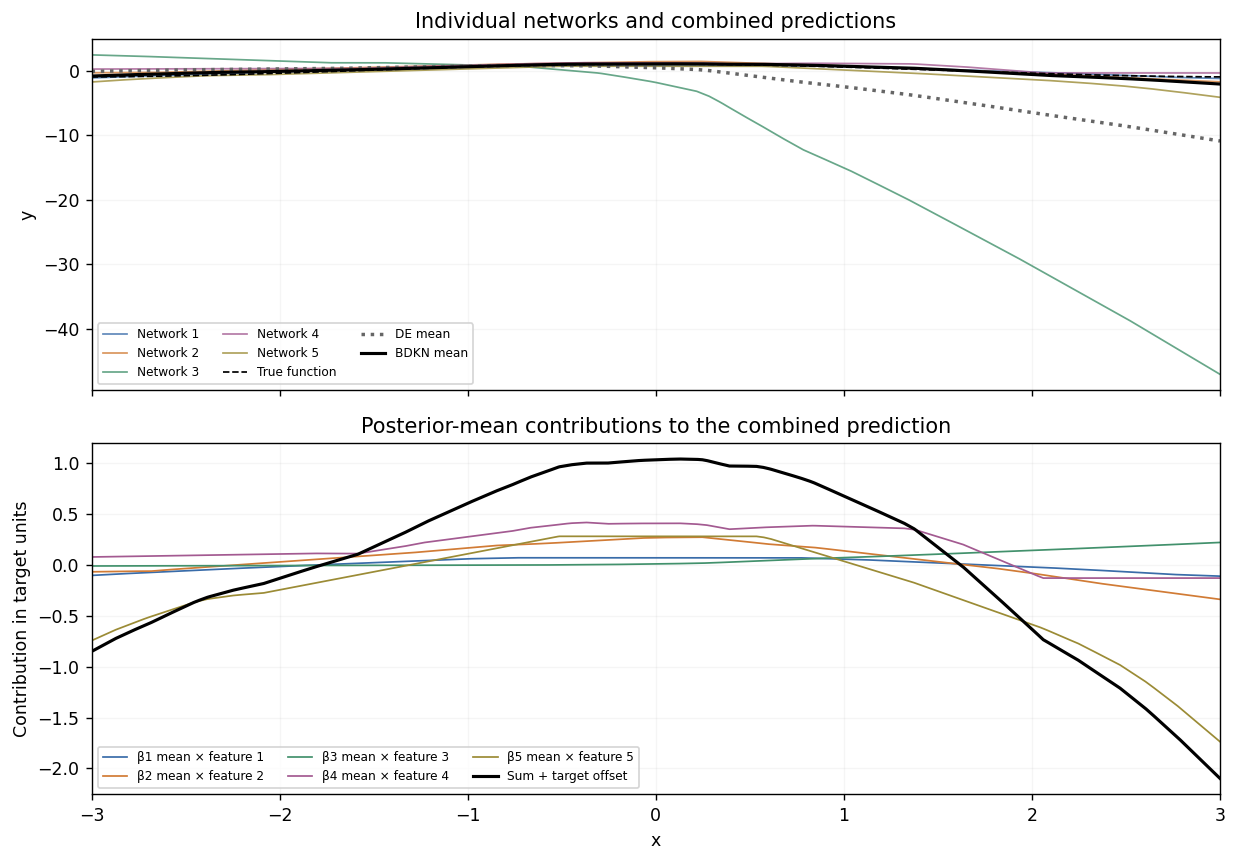 Individual networks and combined predictions
0
−10
−20
−30
−40
y
Network 1
Network 2
Network 3
Network 4
Network 5
True function
DE mean
BDKN mean
Posterior-mean contributions to the combined prediction
1.0
0.5
0.0
−0.5
−1.0
−1.5
−2.0
Contribution in target units
β1 mean × feature 1
β2 mean × feature 2
β3 mean × feature 3
β4 mean × feature 4
β5 mean × feature 5
Sum + target offset
−3 −2 −1 0 1 2 3
x